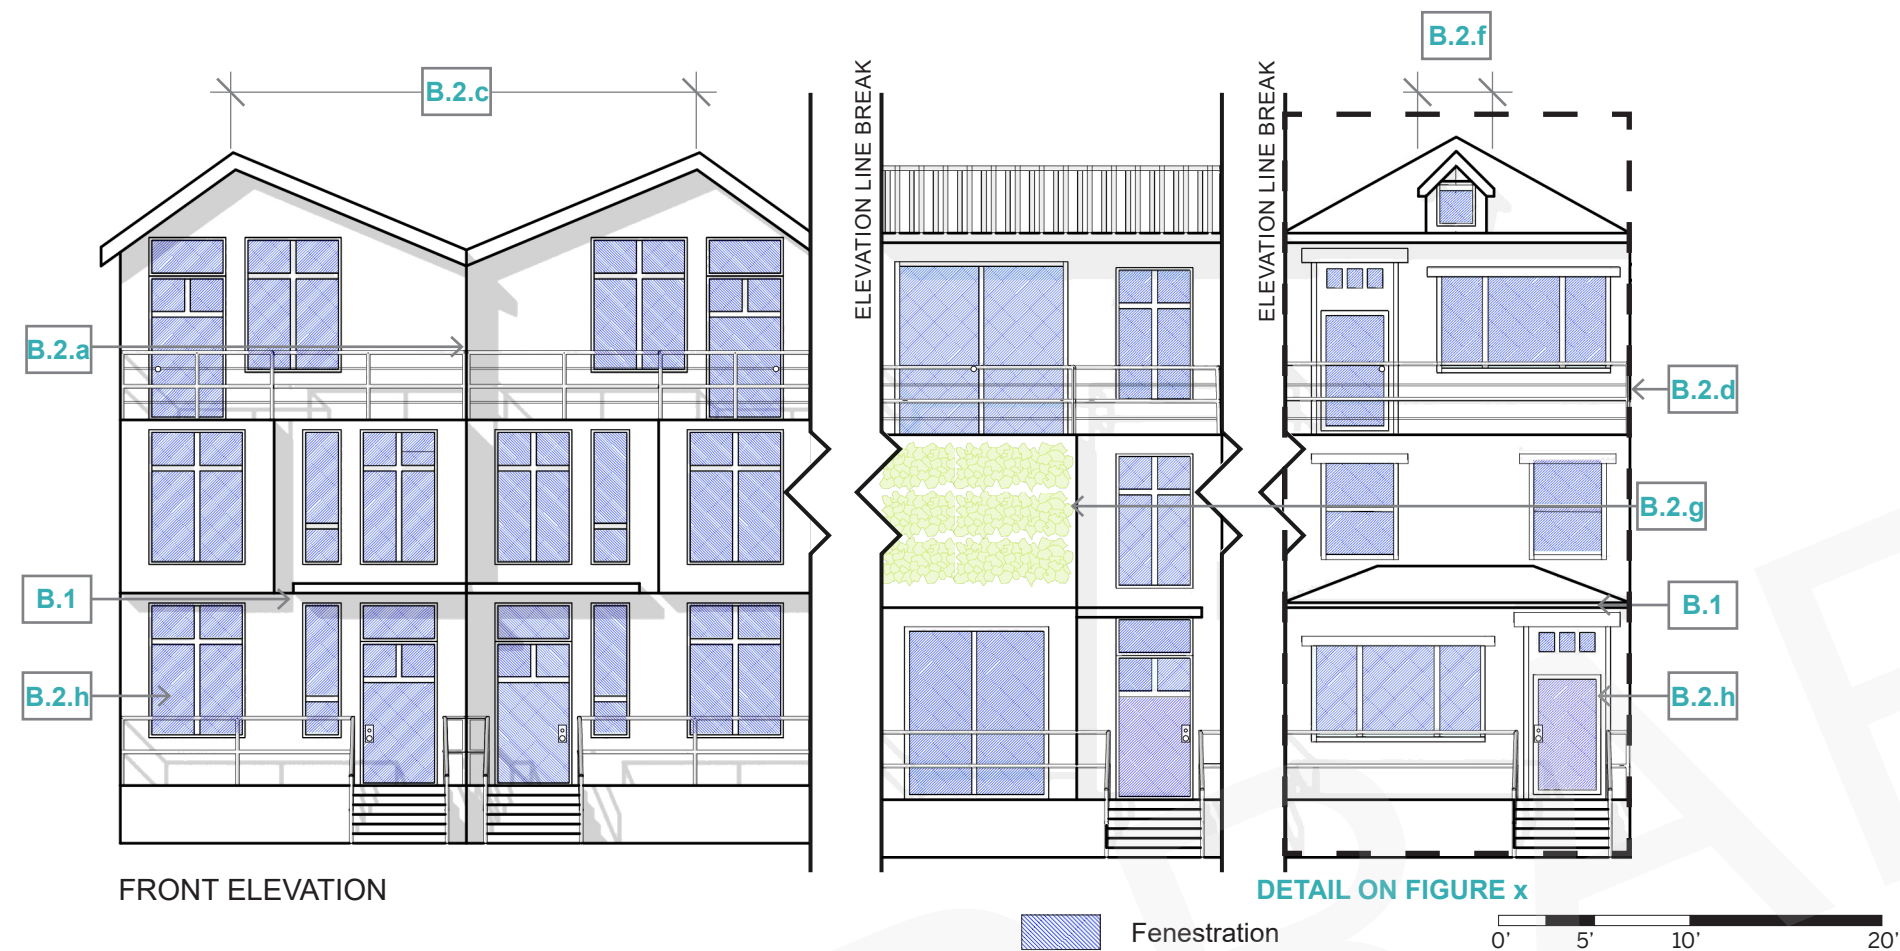 B.2.f
B.2.c
ELEVATION LINE BREAK
ELEVATION LINE BREAK
B.2.a
B.2.d
B.2.g
B.1
B.1
B.2.h
B.2.h
FRONT ELEVATION
DETAIL ON FIGURE x
Fenestration
0' 5' 10' 20'